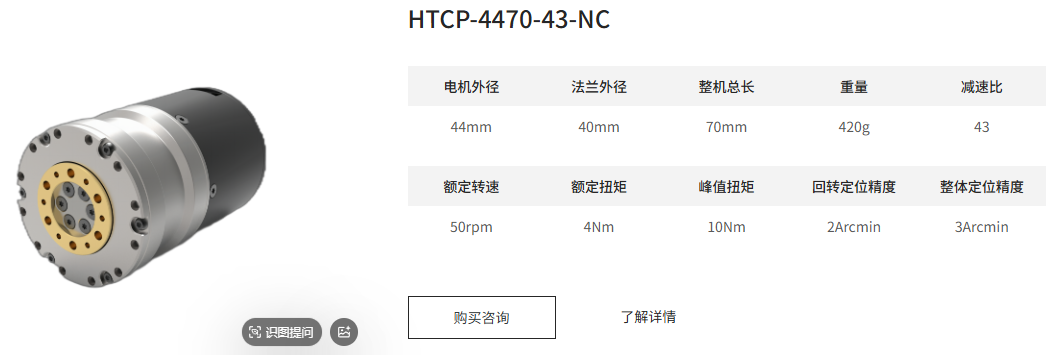 HTCP-4470-43-NC
电机外径 法兰外径 整机总长 重量 减速比
44mm 40mm 70mm 420g 43
额定转速 额定扭矩 峰值扭矩 回转定位精度 整体定位精度
50rpm 4Nm 10Nm 2Arcmin 3Arcmin
购买咨询 了解详情
识图提问